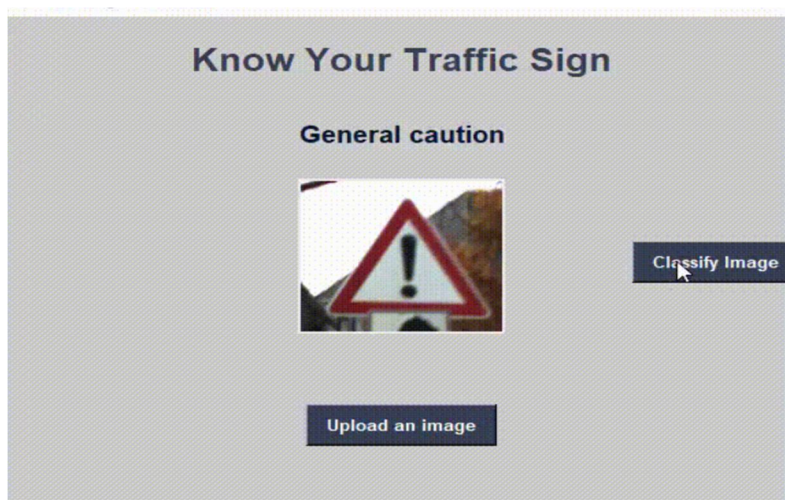 Know Your Traffic Sign
General caution
Classify Image
Upload an image